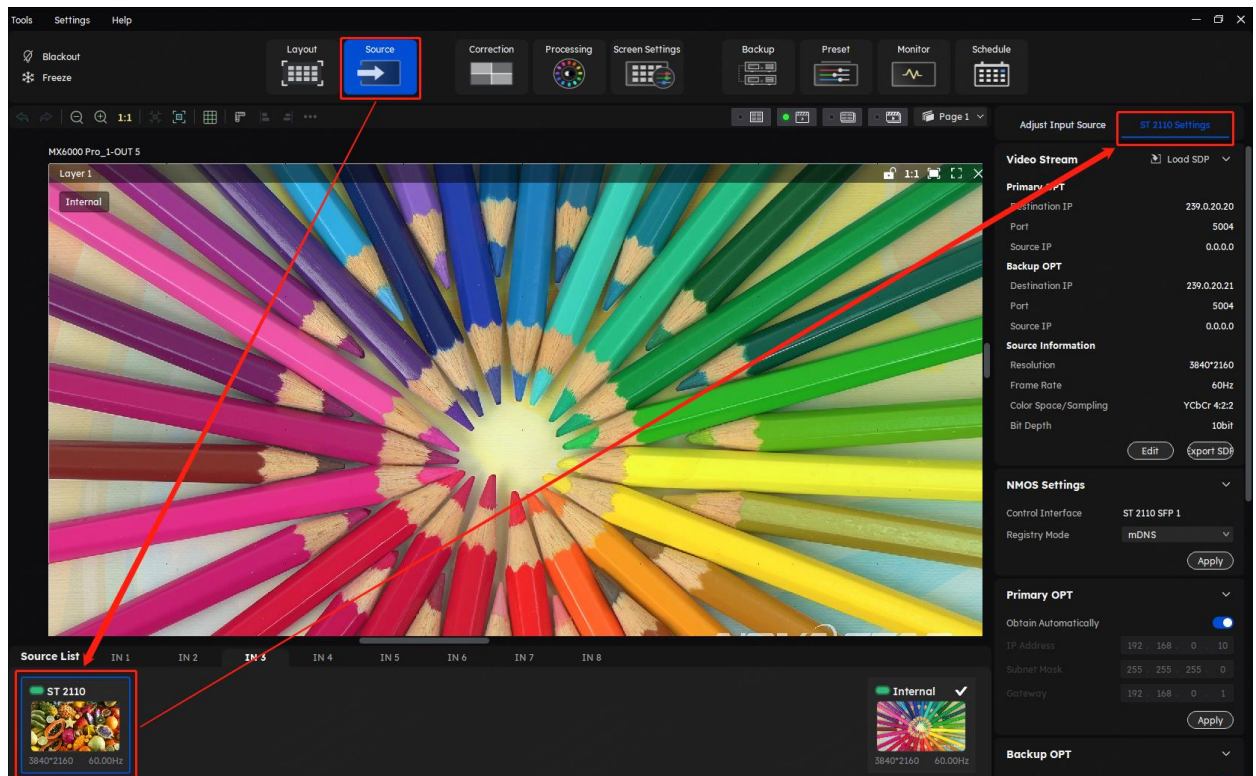 Tools Settings Help
Blackout
Freeze
Layout Source Correction Processing Screen Settings Backup Preset Monitor Schedule
1:1 Page 1
MX6000 Pro_1-OUT 5
Layer 1 1:1
Internal
Adjust Input Source ST 2110 Settings
Video Stream Load SDP
Primary OPT
Destination IP 239.0.20.20
Port 5004
Source IP 0.0.0.0
Backup OPT
Destination IP 239.0.20.21
Port 5004
Source IP 0.0.0.0
Source Information
Resolution 3840*2160
Frame Rate 60Hz
Color Space/Sampling YCbCr 4:2:2
Bit Depth 10bit
Edit Export SDP
NMOS Settings
Control Interface ST 2110 SFP 1
Registry Mode mDNS
Apply
Primary OPT
Obtain Automatically
IP Address 192 . 168 . 0 . 10
Subnet Mask 255 . 255 . 255 . 0
Gateway 192 . 168 . 0 . 1
Apply
Backup OPT
Source List IN 1 IN 2 IN 3 IN 4 IN 5 IN 6 IN 7 IN 8
ST 2110
3840*2160 60.00Hz
Internal
3840*2160 60.00Hz